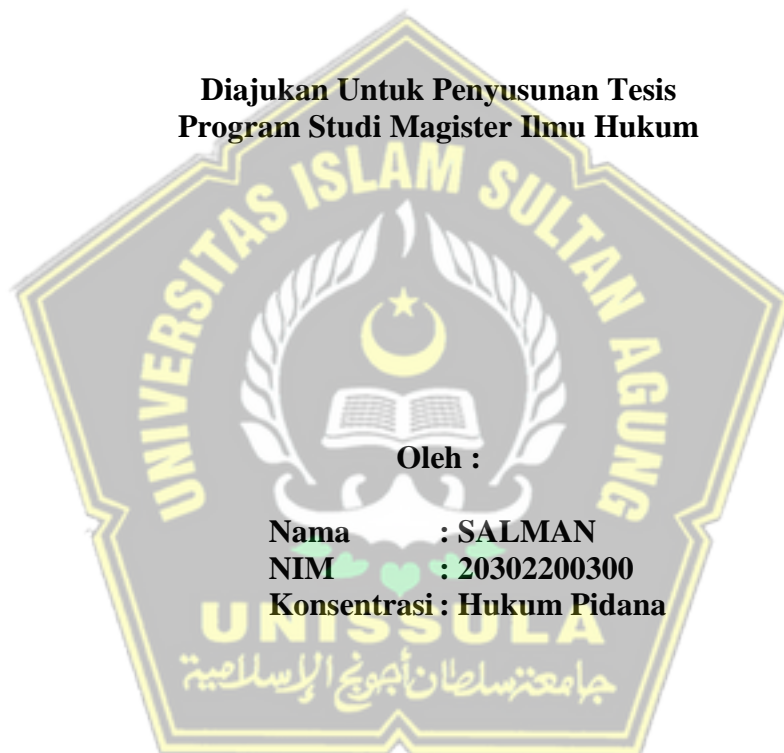 Diajukan Untuk Penyusunan Tesis
Program Studi Magister Ilmu Hukum
UNIVERSITAS ISLAM SULTAN AGUNG
Oleh :
Nama : SALMAN
NIM : 20302200300
Konsentrasi : Hukum Pidana
UNISSULA
جامعة سلطان أجونج الإسلامية